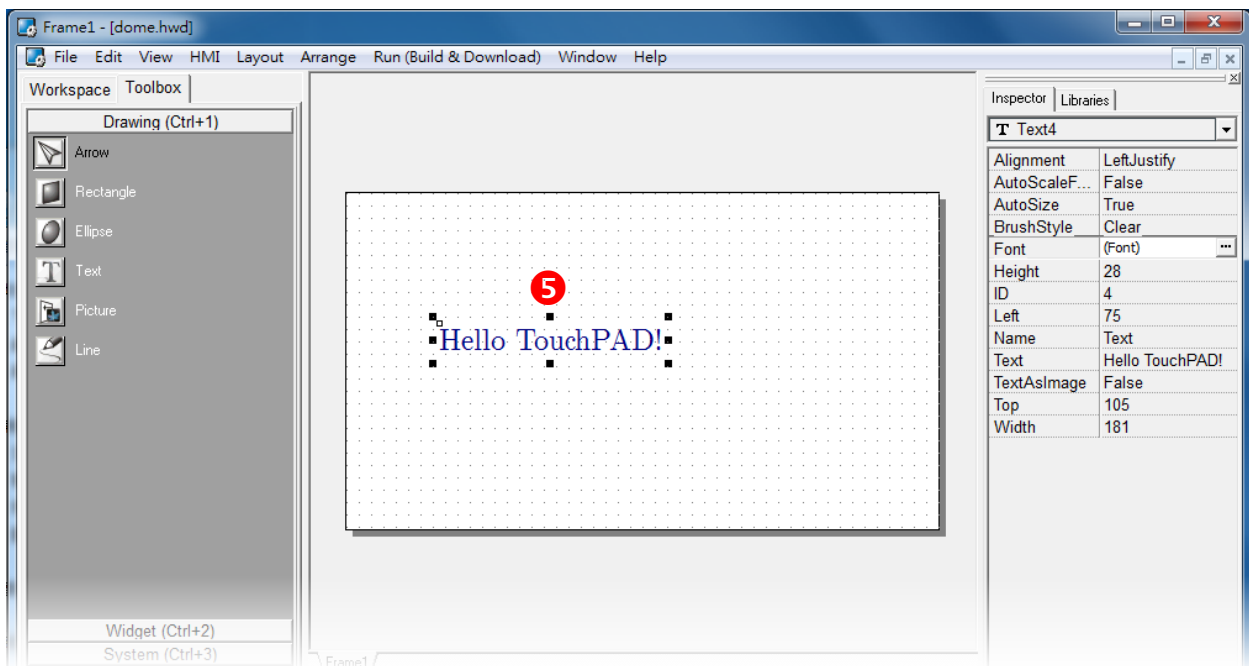 Frame1 - [dome.hwd]
File Edit View HMI Layout Arrange Run (Build & Download) Window Help
Workspace Toolbox
Drawing (Ctrl+1)
Arrow
Rectangle
Ellipse
Text
Picture
Line
Widget (Ctrl+2)
System (Ctrl+3)
5
Hello TouchPAD!
Frame1
Inspector Libraries
T Text4
Alignment LeftJustify
AutoScaleF... False
AutoSize True
BrushStyle Clear
Font (Font) ...
Height 28
ID 4
Left 75
Name Text
Text Hello TouchPAD!
TextAsImage False
Top 105
Width 181